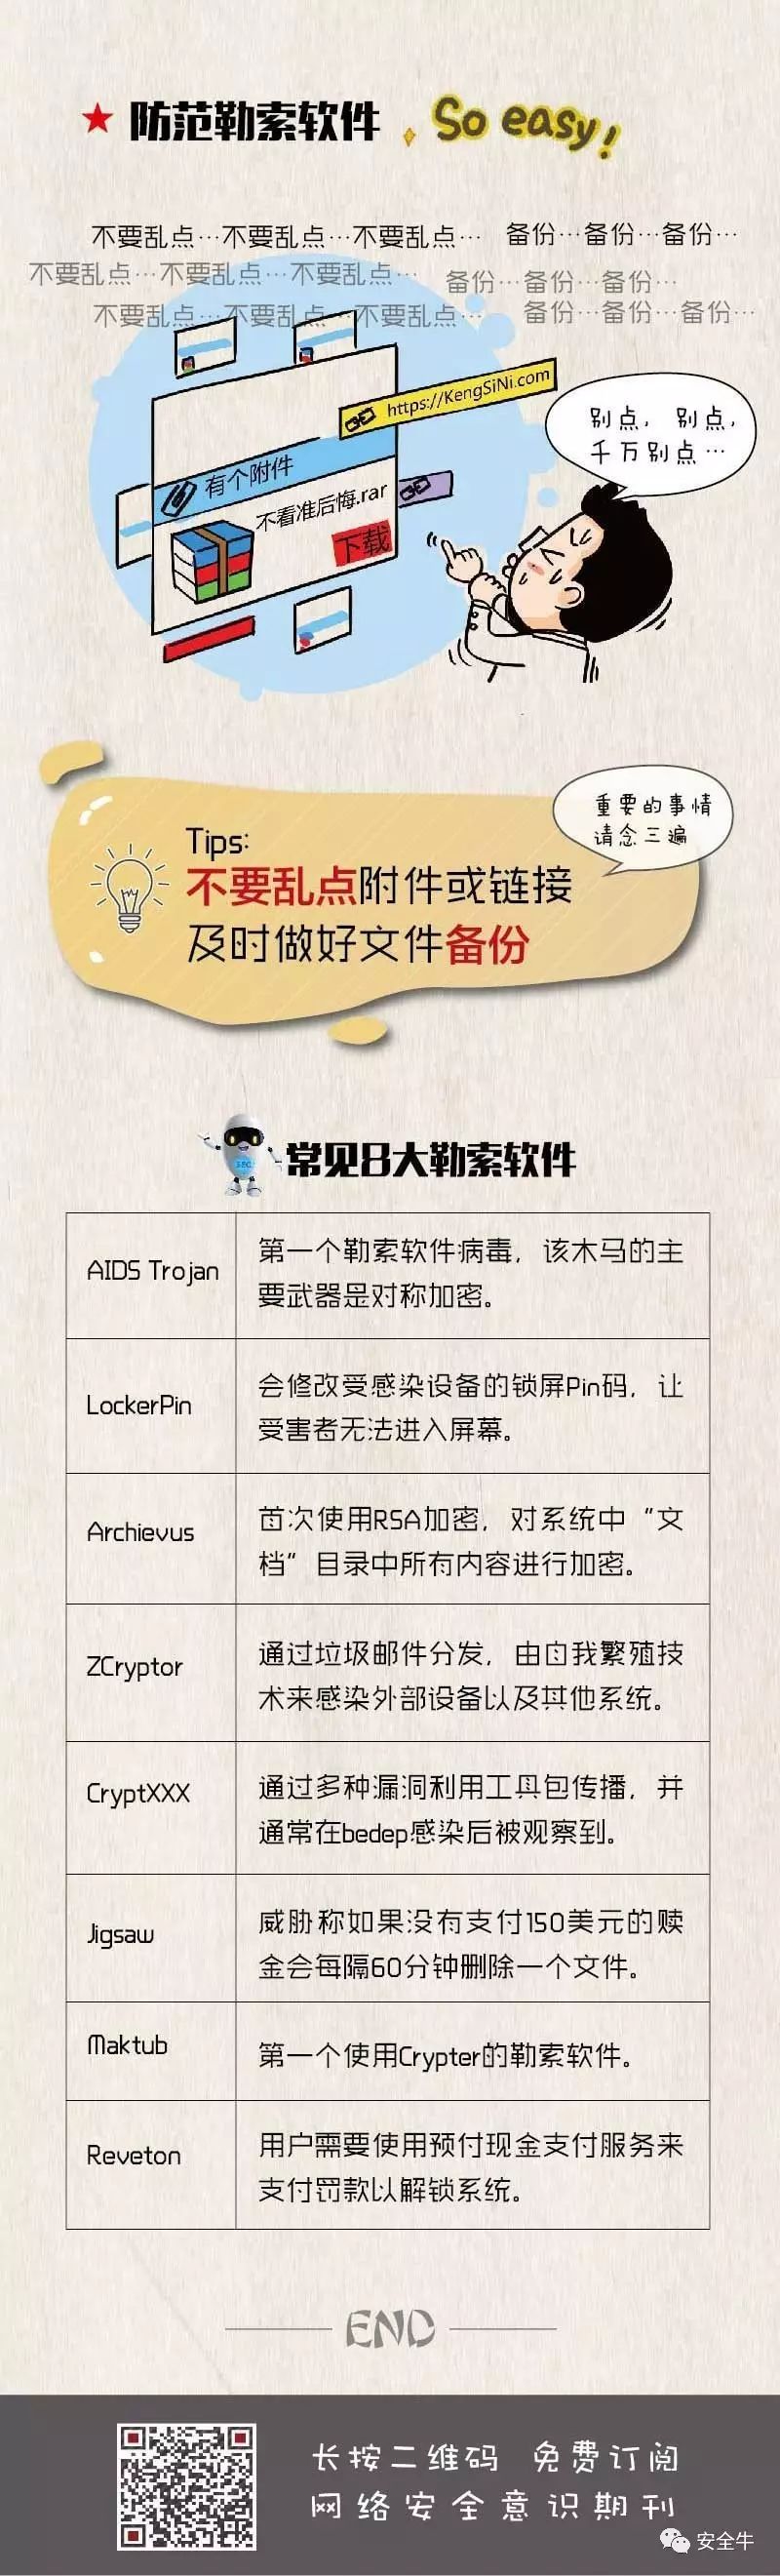 防范勒索软件 So easy!
不要乱点…不要乱点…不要乱点… 备份…备份…备份…
不要乱点…不要乱点…不要乱点… 备份…备份…备份…
不要乱点…不要乱点…不要乱点… 备份…备份…备份…
https://KengSiNi.com
别点，别点，
千万别点…
有个附件
不看准后悔.rar
下载
重要的事情
请念三遍
Tips:
不要乱点附件或链接
及时做好文件备份
常见8大勒索软件
AIDS Trojan
第一个勒索软件病毒，该木马的主
要武器是对称加密。
LockerPin
会修改受感染设备的锁屏Pin码，让
受害者无法进入屏幕。
Archievus
首次使用RSA加密，对系统中“文
档”目录中所有内容进行加密。
ZCryptor
通过垃圾邮件分发，由自我繁殖技
术来感染外部设备以及其他系统。
CryptXXX
通过多种漏洞利用工具包传播，并
通常在bedep感染后被观察到。
Jigsaw
威胁称如果没有支付150美元的赎
金会每隔60分钟删除一个文件。
Maktub
第一个使用Crypter的勒索软件。
Reveton
用户需要使用预付现金支付服务来
支付罚款以解锁系统。
END
长按二维码 免费订阅
网络安全意识期刊
安全牛